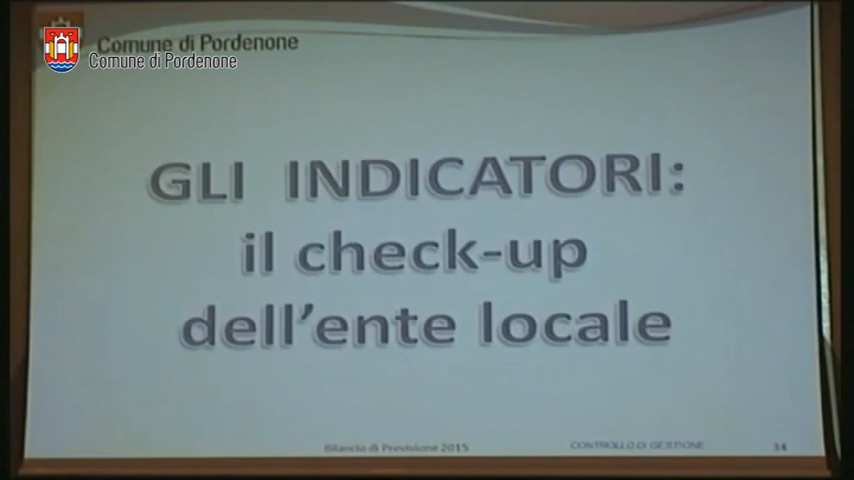 Comune di Pordenone
Comune di Pordenone
GLI INDICATORI:
il check-up
dell'ente locale
Bilancio di Previsione 2015
CONTROLLO DI GESTIONE
34